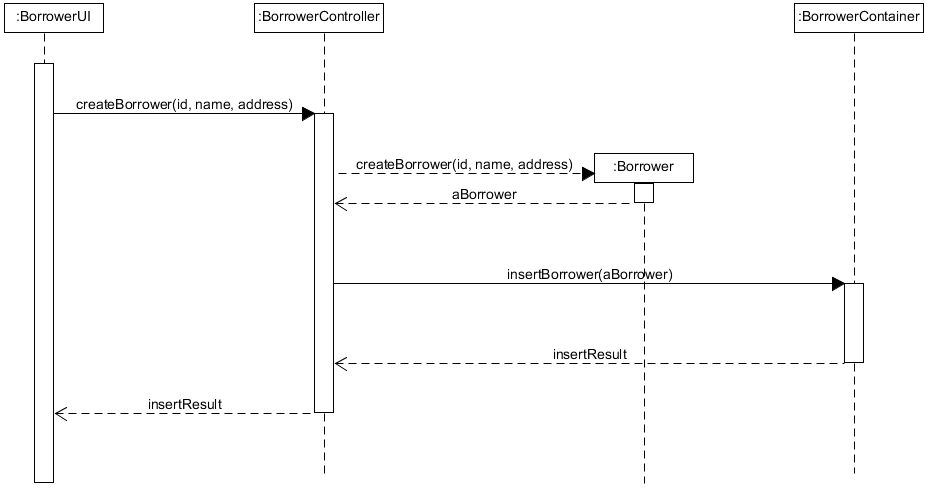 :BorrowerUI
:BorrowerController
:BorrowerContainer
createBorrower(id, name, address)
createBorrower(id, name, address)
:Borrower
aBorrower
insertBorrower(aBorrower)
insertResult
insertResult